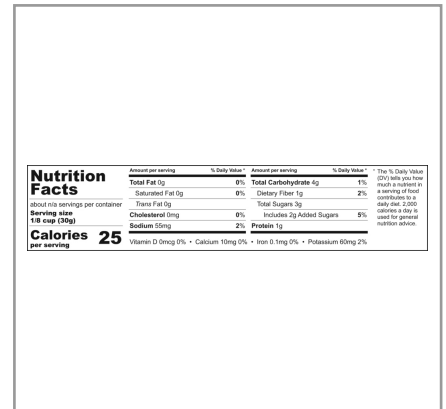 Nutrition
Facts
about n/a servings per container
Serving size
1/8 cup (30g)
Calories 25
per serving
Amount per serving % Daily Value *
Total Fat 0g 0%
Saturated Fat 0g 0%
Trans Fat 0g
Cholesterol 0mg 0%
Sodium 55mg 2%
Amount per serving % Daily Value *
Total Carbohydrate 4g 1%
Dietary Fiber 1g 2%
Total Sugars 3g
Includes 2g Added Sugars 5%
Protein 1g
Vitamin D 0mcg 0% • Calcium 10mg 0% • Iron 0.1mg 0% • Potassium 60mg 2%
* The % Daily Value
(DV) tells you how
much a nutrient in
a serving of food
contributes to a
daily diet. 2,000
calories a day is
used for general
nutrition advice.